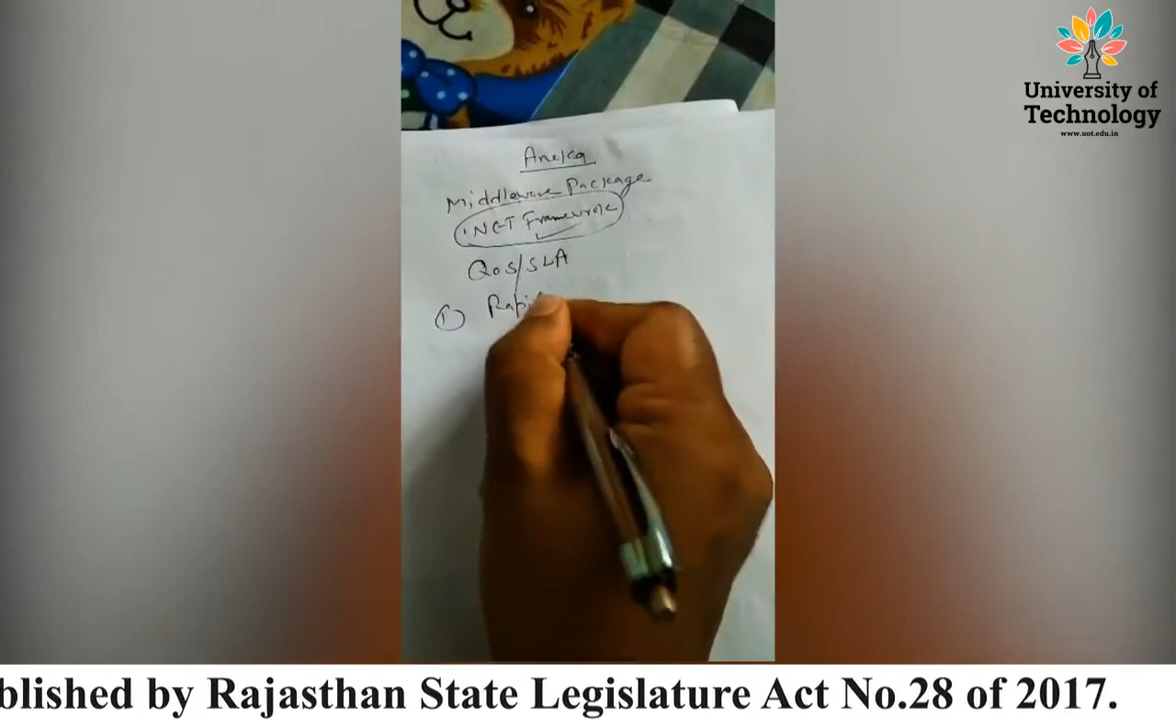 University of
Technology
www.uot.edu.in
Aneka
Middleware Package
.NET Framework
QoS/SLA
① Rapi
blished by Rajasthan State Legislature Act No.28 of 2017.